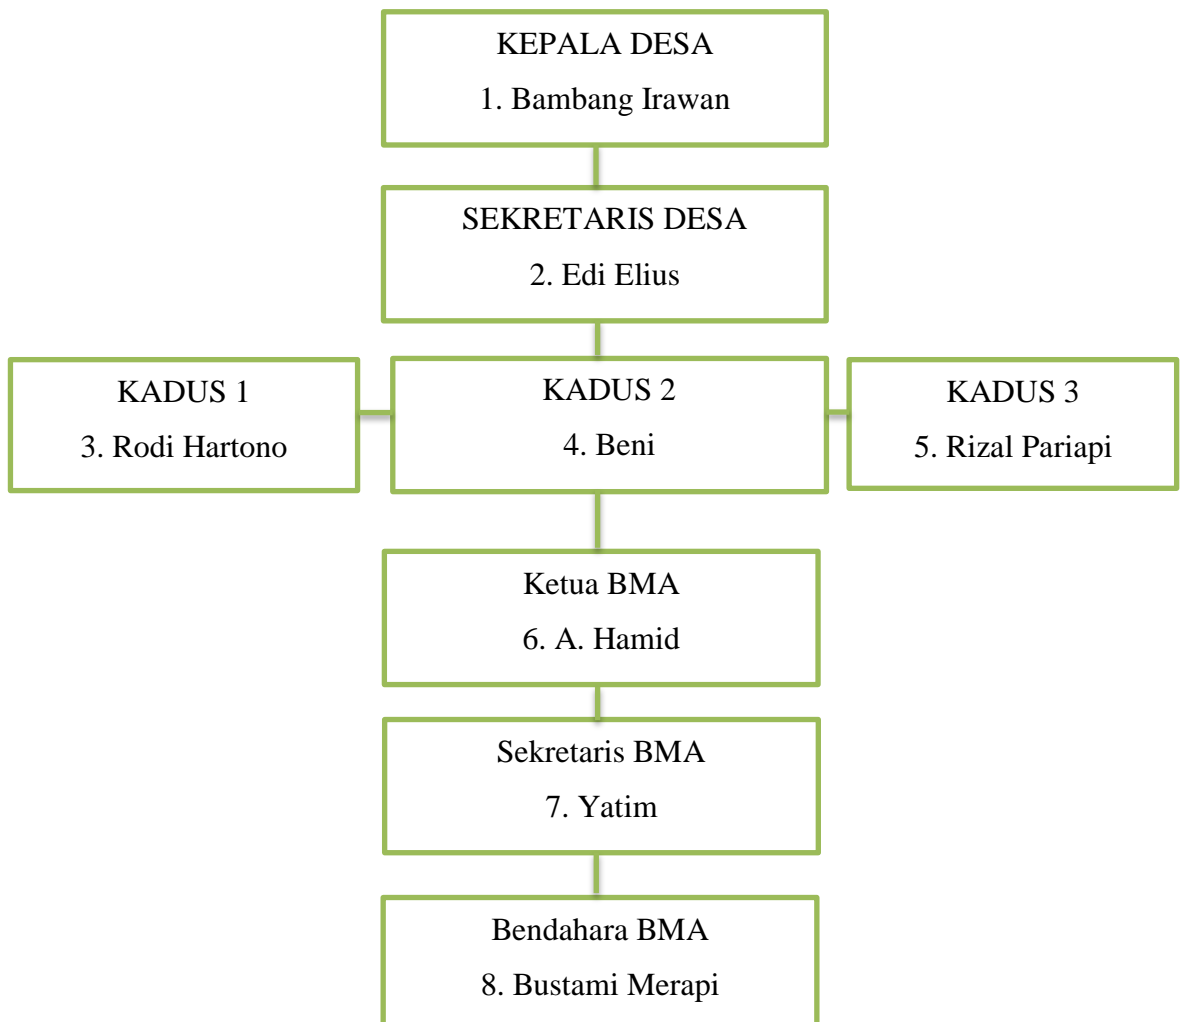 KEPALA DESA
1. Bambang Irawan
SEKRETARIS DESA
2. Edi Elius
KADUS 1
3. Rodi Hartono
KADUS 2
4. Beni
KADUS 3
5. Rizal Pariapi
Ketua BMA
6. A. Hamid
Sekretaris BMA
7. Yatim
Bendahara BMA
8. Bustami Merapi